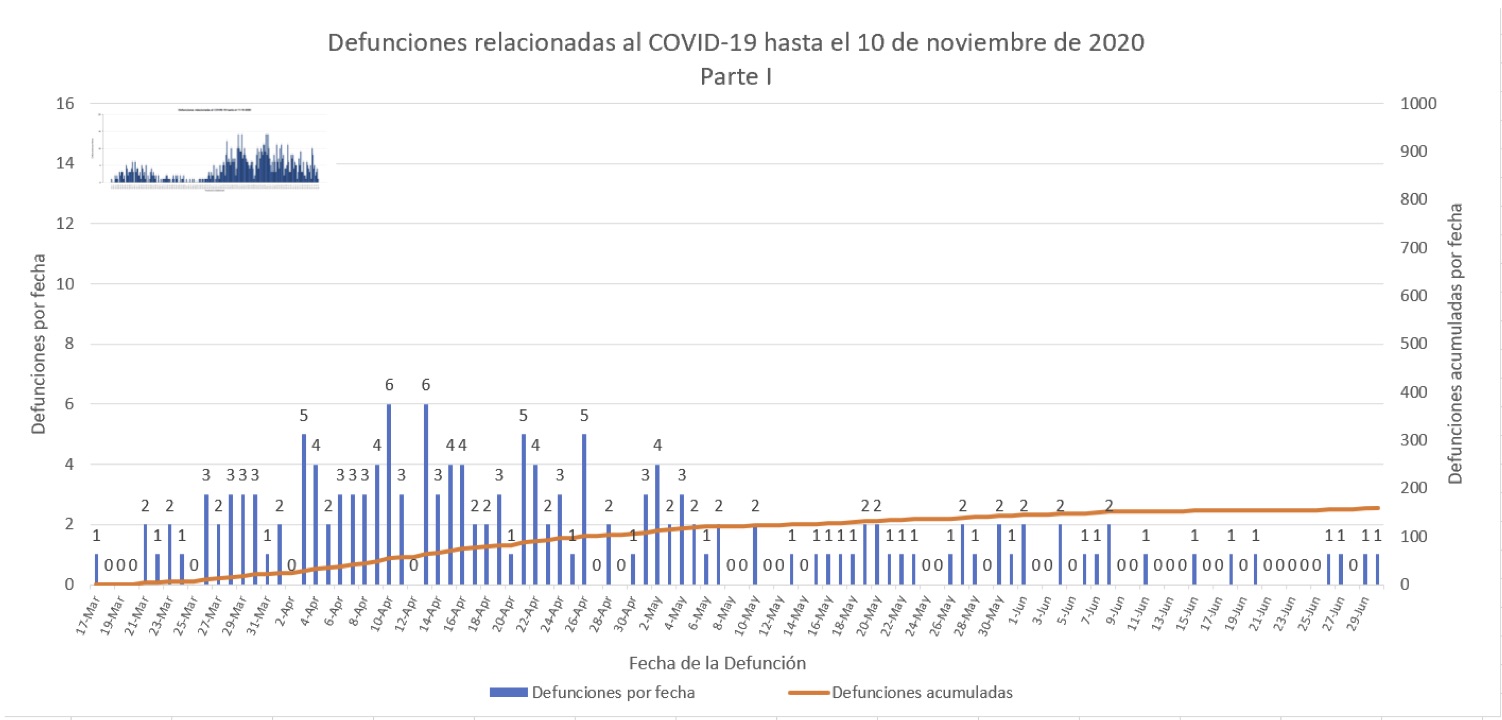 Defunciones relacionadas al COVID-19 hasta el 10 de noviembre de 2020
Parte I
Defunciones por fecha
16
14
12
10
8
6
4
2
0
1 0 0 0 2 1 2 1 0 3 2 3 3 3 1 2 0 5 4 2 3 3 3 4 6 3 0 6 3 4 4 2 2 3 1 5 4 2 3 1 5 0 2 0 1 3 4 2 3 2 1 2 0 0 2 0 0 1 0 1 1 1 1 2 2 1 1 1 0 0 1 2 1 0 2 1 2 0 0 2 0 1 1 2 0 0 1 0 0 0 1 0 0 1 0 1 0 0 0 0 0 1 1 0 1 1
1000
900
800
700
600
500
400
300
200
100
0
Defunciones acumuladas por fecha
17-Mar 19-Mar 21-Mar 23-Mar 25-Mar 27-Mar 29-Mar 31-Mar 2-Apr 4-Apr 6-Apr 8-Apr 10-Apr 12-Apr 14-Apr 16-Apr 18-Apr 20-Apr 22-Apr 24-Apr 26-Apr 28-Apr 30-Apr 2-May 4-May 6-May 8-May 10-May 12-May 14-May 16-May 18-May 20-May 22-May 24-May 26-May 28-May 30-May 1-Jun 3-Jun 5-Jun 7-Jun 9-Jun 11-Jun 13-Jun 15-Jun 17-Jun 19-Jun 21-Jun 23-Jun 25-Jun 27-Jun 29-Jun
Fecha de la Defunción
Defunciones por fecha
Defunciones acumuladas